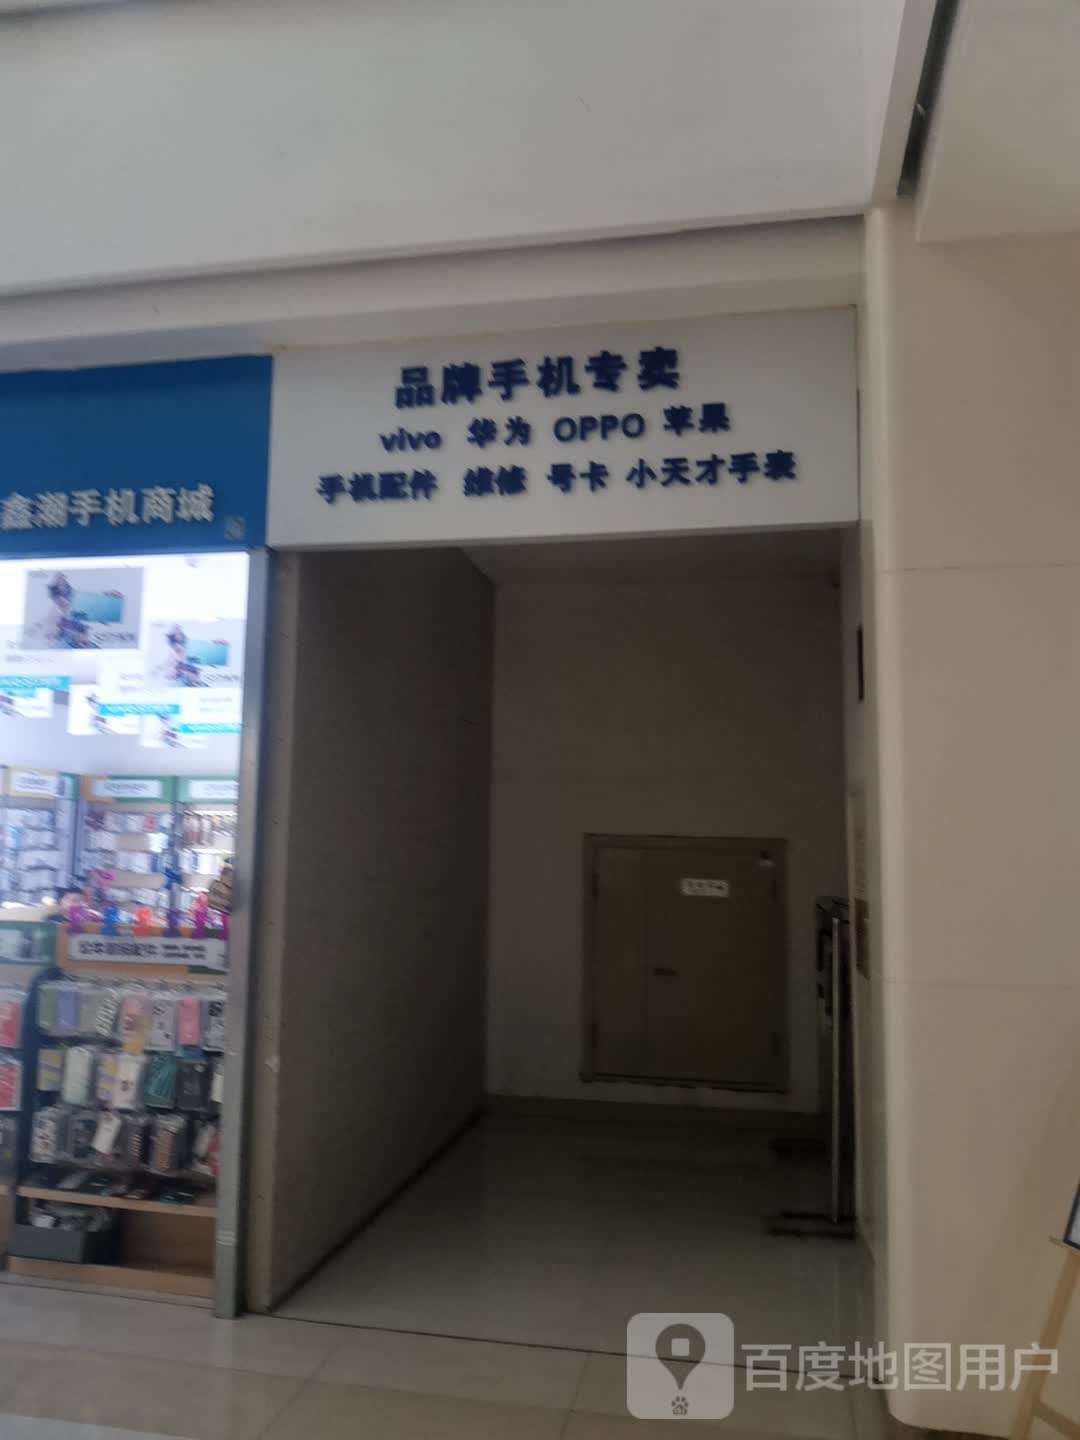 品牌手机专卖
vivo 华为 OPPO 苹果
手机配件 维修 号卡 小天才手表
鑫潮手机商城
百度地图用户